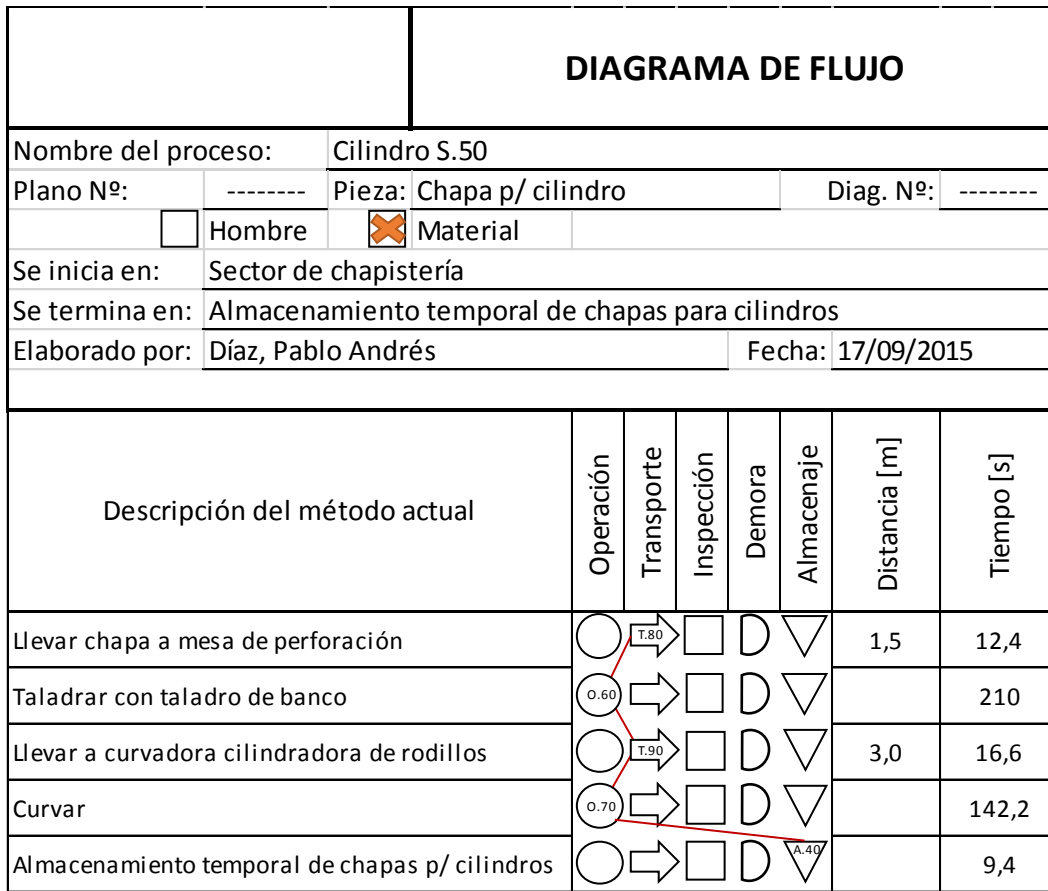 DIAGRAMA DE FLUJO
Nombre del proceso: Cilindro S.50
Plano Nº: -------- Pieza: Chapa p/ cilindro Diag. Nº: --------
Hombre Material
Se inicia en: Sector de chapistería
Se termina en: Almacenamiento temporal de chapas para cilindros
Elaborado por: Díaz, Pablo Andrés Fecha: 17/09/2015
Descripción del método actual Operación Transporte Inspección Demora Almacenaje Distancia [m] Tiempo [s]
Llevar chapa a mesa de perforación T.80 1,5 12,4
Taladrar con taladro de banco O.60 210
Llevar a curvadora cilindradora de rodillos T.90 3,0 16,6
Curvar O.70 142,2
Almacenamiento temporal de chapas p/ cilindros A.40 9,4